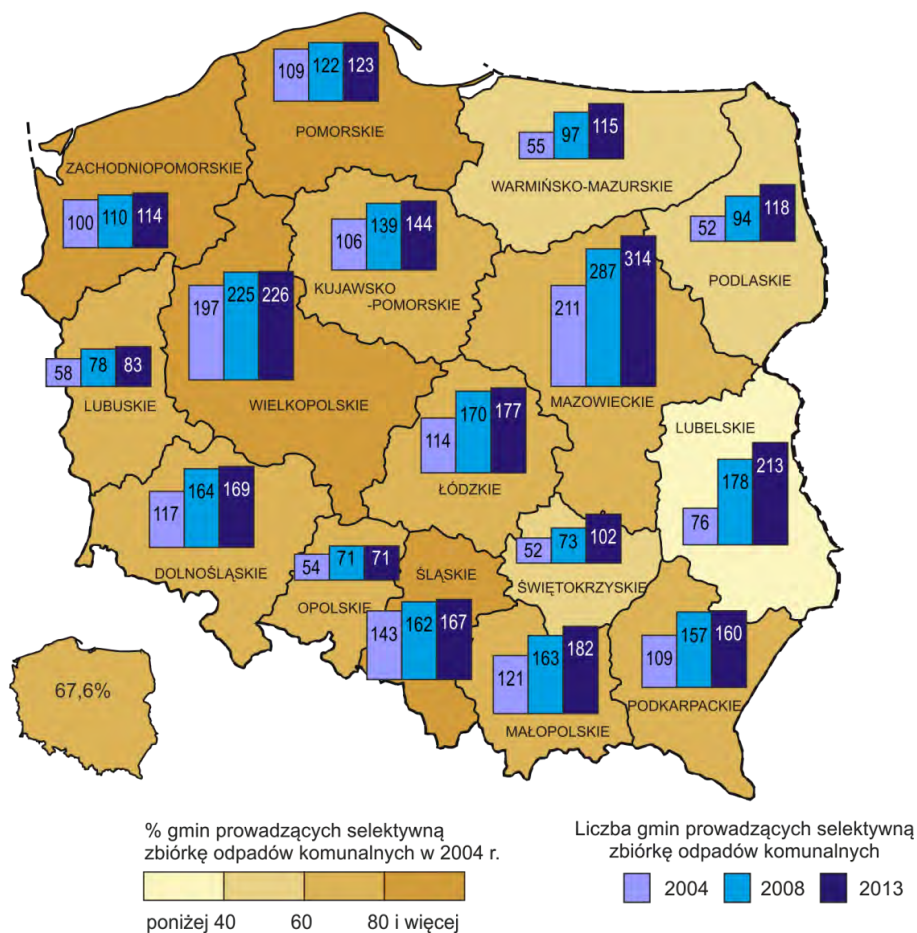 109 122 123
POMORSKIE
55 97 115
WARMIŃSKO-MAZURSKIE
ZACHODNIOPOMORSKIE
100 110 114
106 139 144
KUJAWSKO
-POMORSKIE
52 94 118
PODLASKIE
197 225 226
WIELKOPOLSKIE
211 287 314
MAZOWIECKIE
58 78 83
LUBUSKIE
114 170 177
ŁÓDZKIE
LUBELSKIE
76 178 213
117 164 169
DOLNOŚLĄSKIE
54 71 71
OPOLSKIE
ŚLĄSKIE
143 162 167
52 73 102
ŚWIĘTOKRZYSKIE
121 163 182
MAŁOPOLSKIE
109 157 160
PODKARPACKIE
67,6%
% gmin prowadzących selektywną
zbiórkę odpadów komunalnych w 2004 r.
poniżej 40 60 80 i więcej
Liczba gmin prowadzących selektywną
zbiórkę odpadów komunalnych
2004 2008 2013